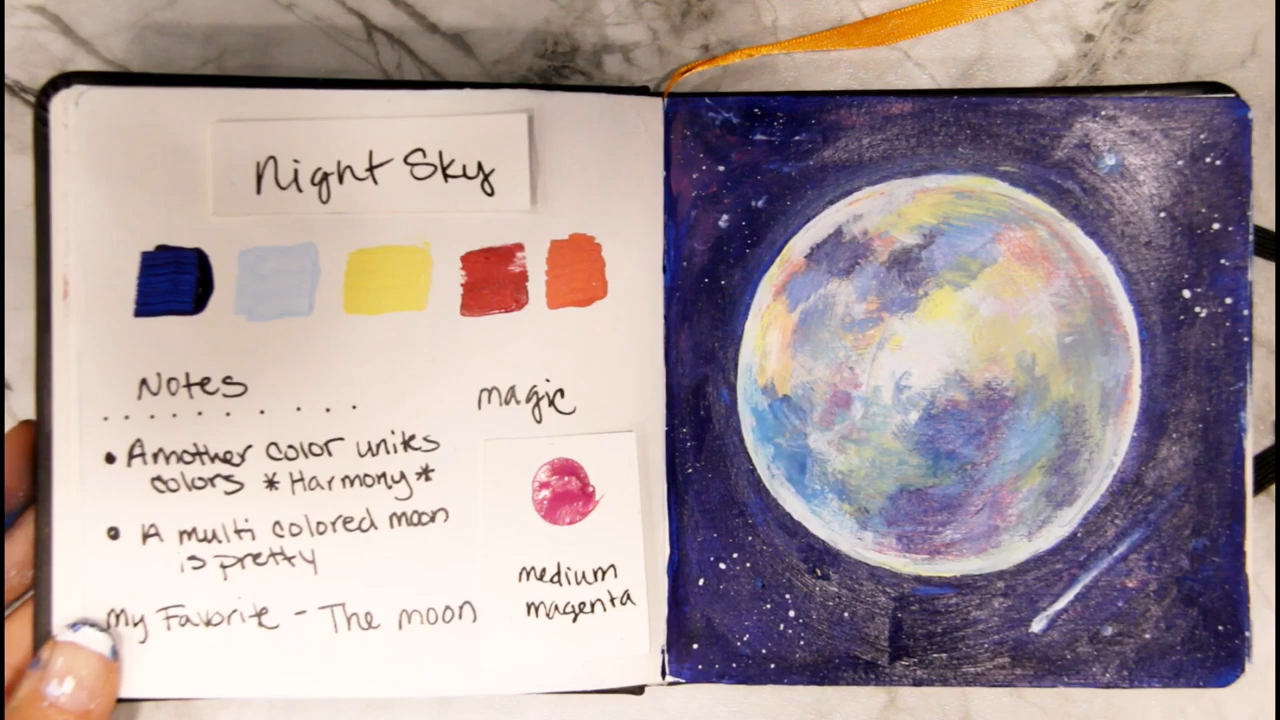 Night Sky
Notes
• Amother color unites
colors *Harmony*
• A multi colored moon
is pretty
My Favorite - The moon
magic
medium
magenta